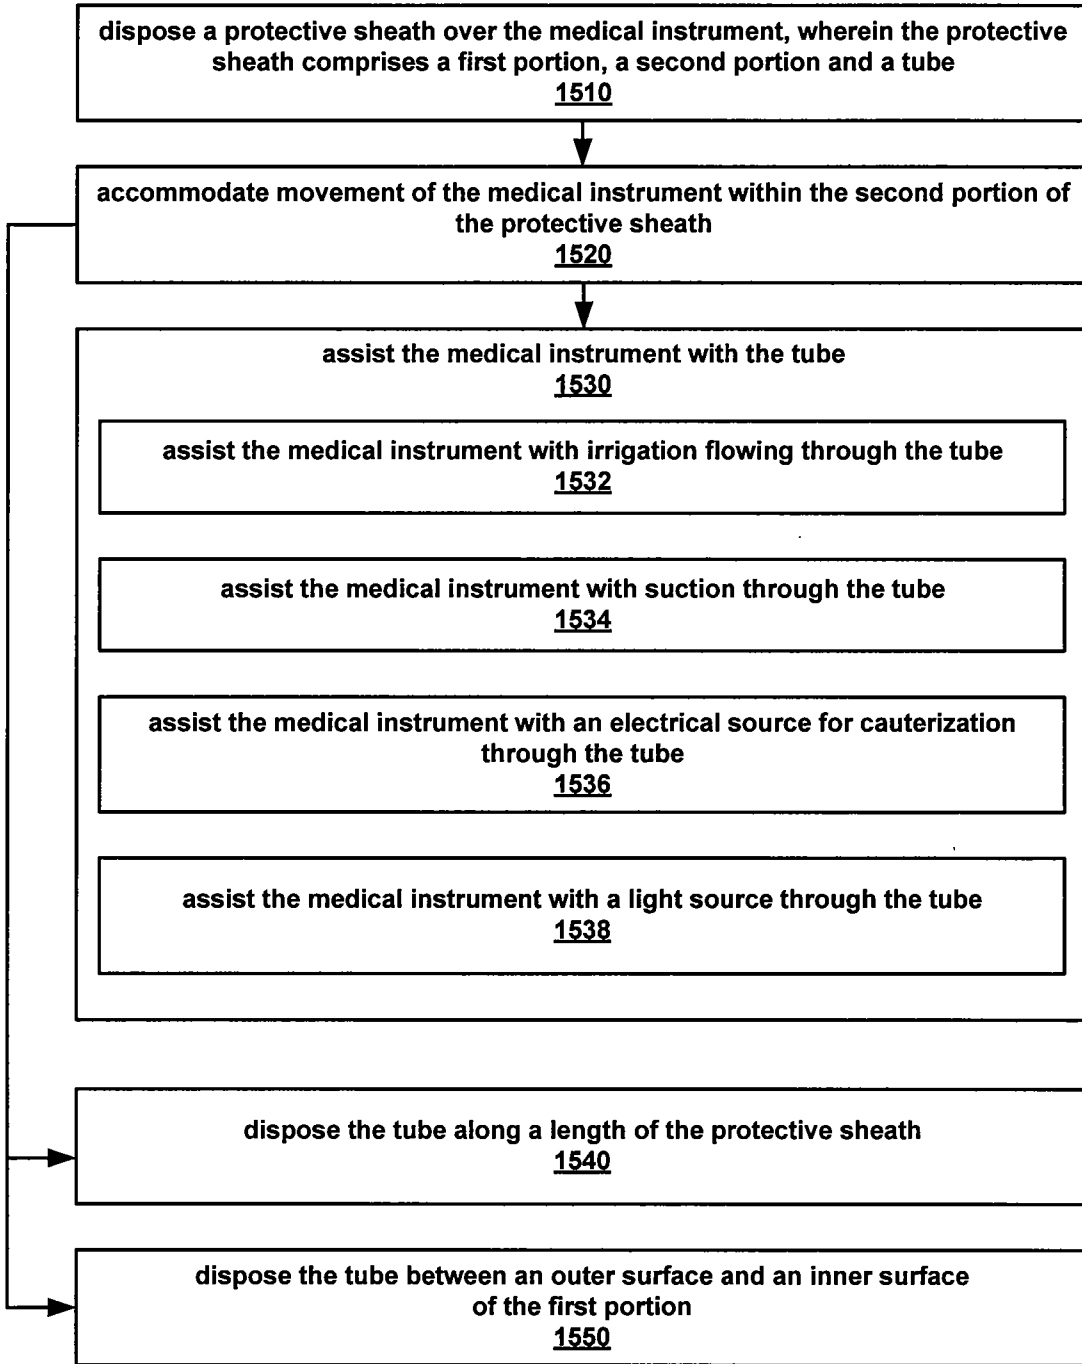 dispose a protective sheath over the medical instrument, wherein the protective
sheath comprises a first portion, a second portion and a tube
1510
accommodate movement of the medical instrument within the second portion of
the protective sheath
1520
assist the medical instrument with the tube
1530
assist the medical instrument with irrigation flowing through the tube
1532
assist the medical instrument with suction through the tube
1534
assist the medical instrument with an electrical source for cauterization
through the tube
1536
assist the medical instrument with a light source through the tube
1538
dispose the tube along a length of the protective sheath
1540
dispose the tube between an outer surface and an inner surface
of the first portion
1550